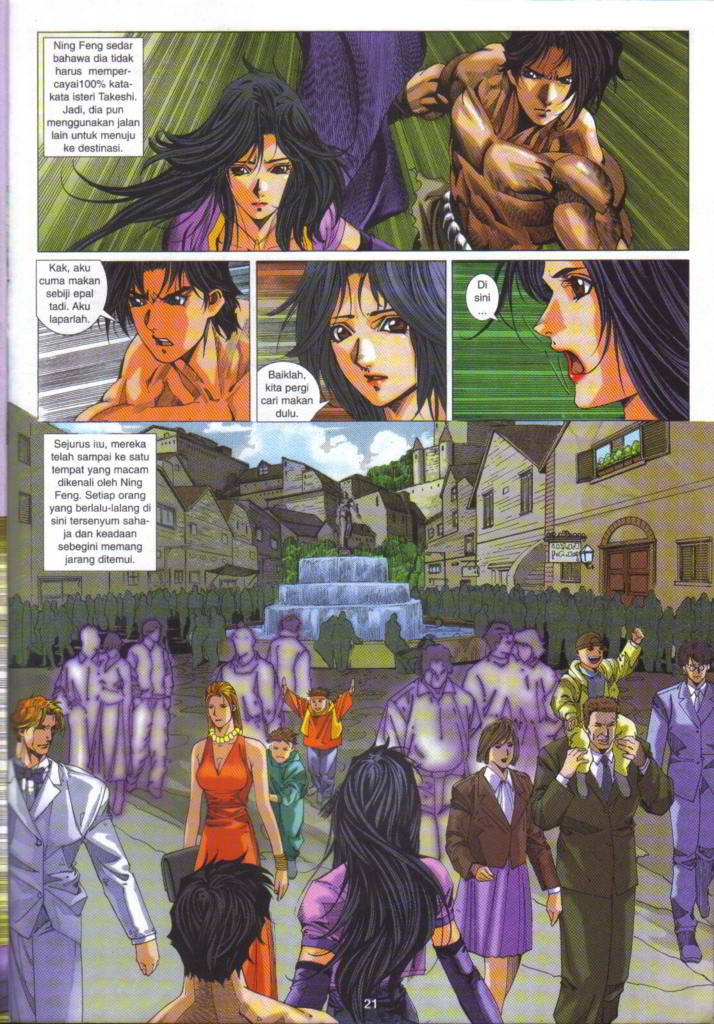 Ning Feng sedar
bahawa dia tidak
harus memper-
cayai100% kata-
kata isteri Takeshi.
Jadi, dia pun
menggunakan jalan
lain untuk menuju
ke destinasi.
Kak, aku
cuma makan
sebiji epal
tadi. Aku
laparlah.
Baiklah,
kita pergi
cari makan
dulu.
Di
sini
...
Sejurus itu, mereka
telah sampai ke satu
tempat yang macam
dikenali oleh Ning
Feng. Setiap orang
yang berlalu-lalang di
sini tersenyum saha-
ja dan keadaan
sebegini memang
jarang ditemui.
21